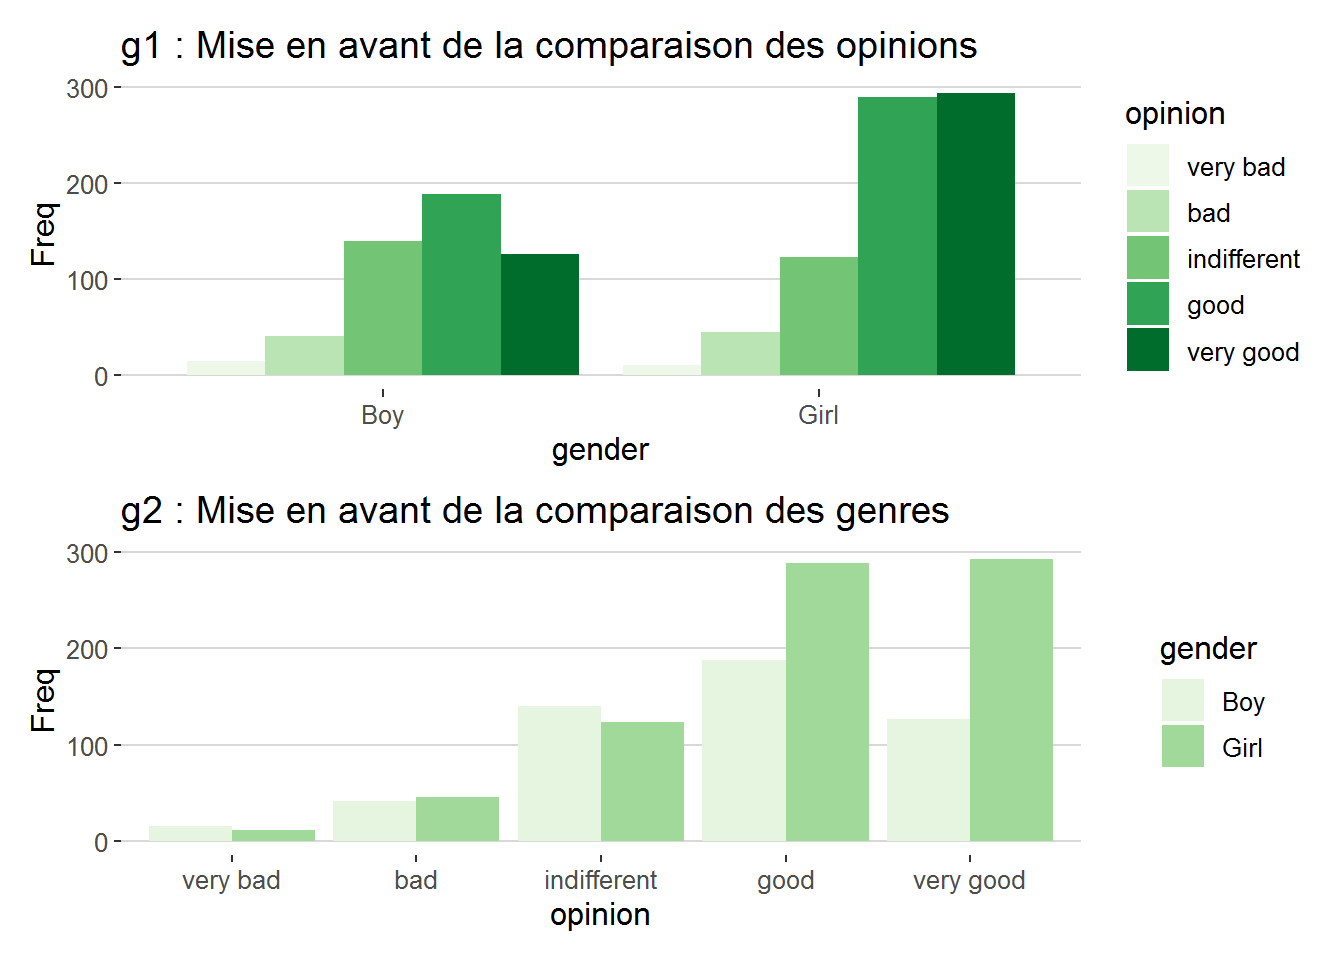 g1 : Mise en avant de la comparaison des opinions
300
200
100
0
Freq
Boy
Girl
gender
opinion
very bad
bad
indifferent
good
very good
g2 : Mise en avant de la comparaison des genres
300
200
100
0
Freq
very bad
bad
indifferent
good
very good
opinion
gender
Boy
Girl